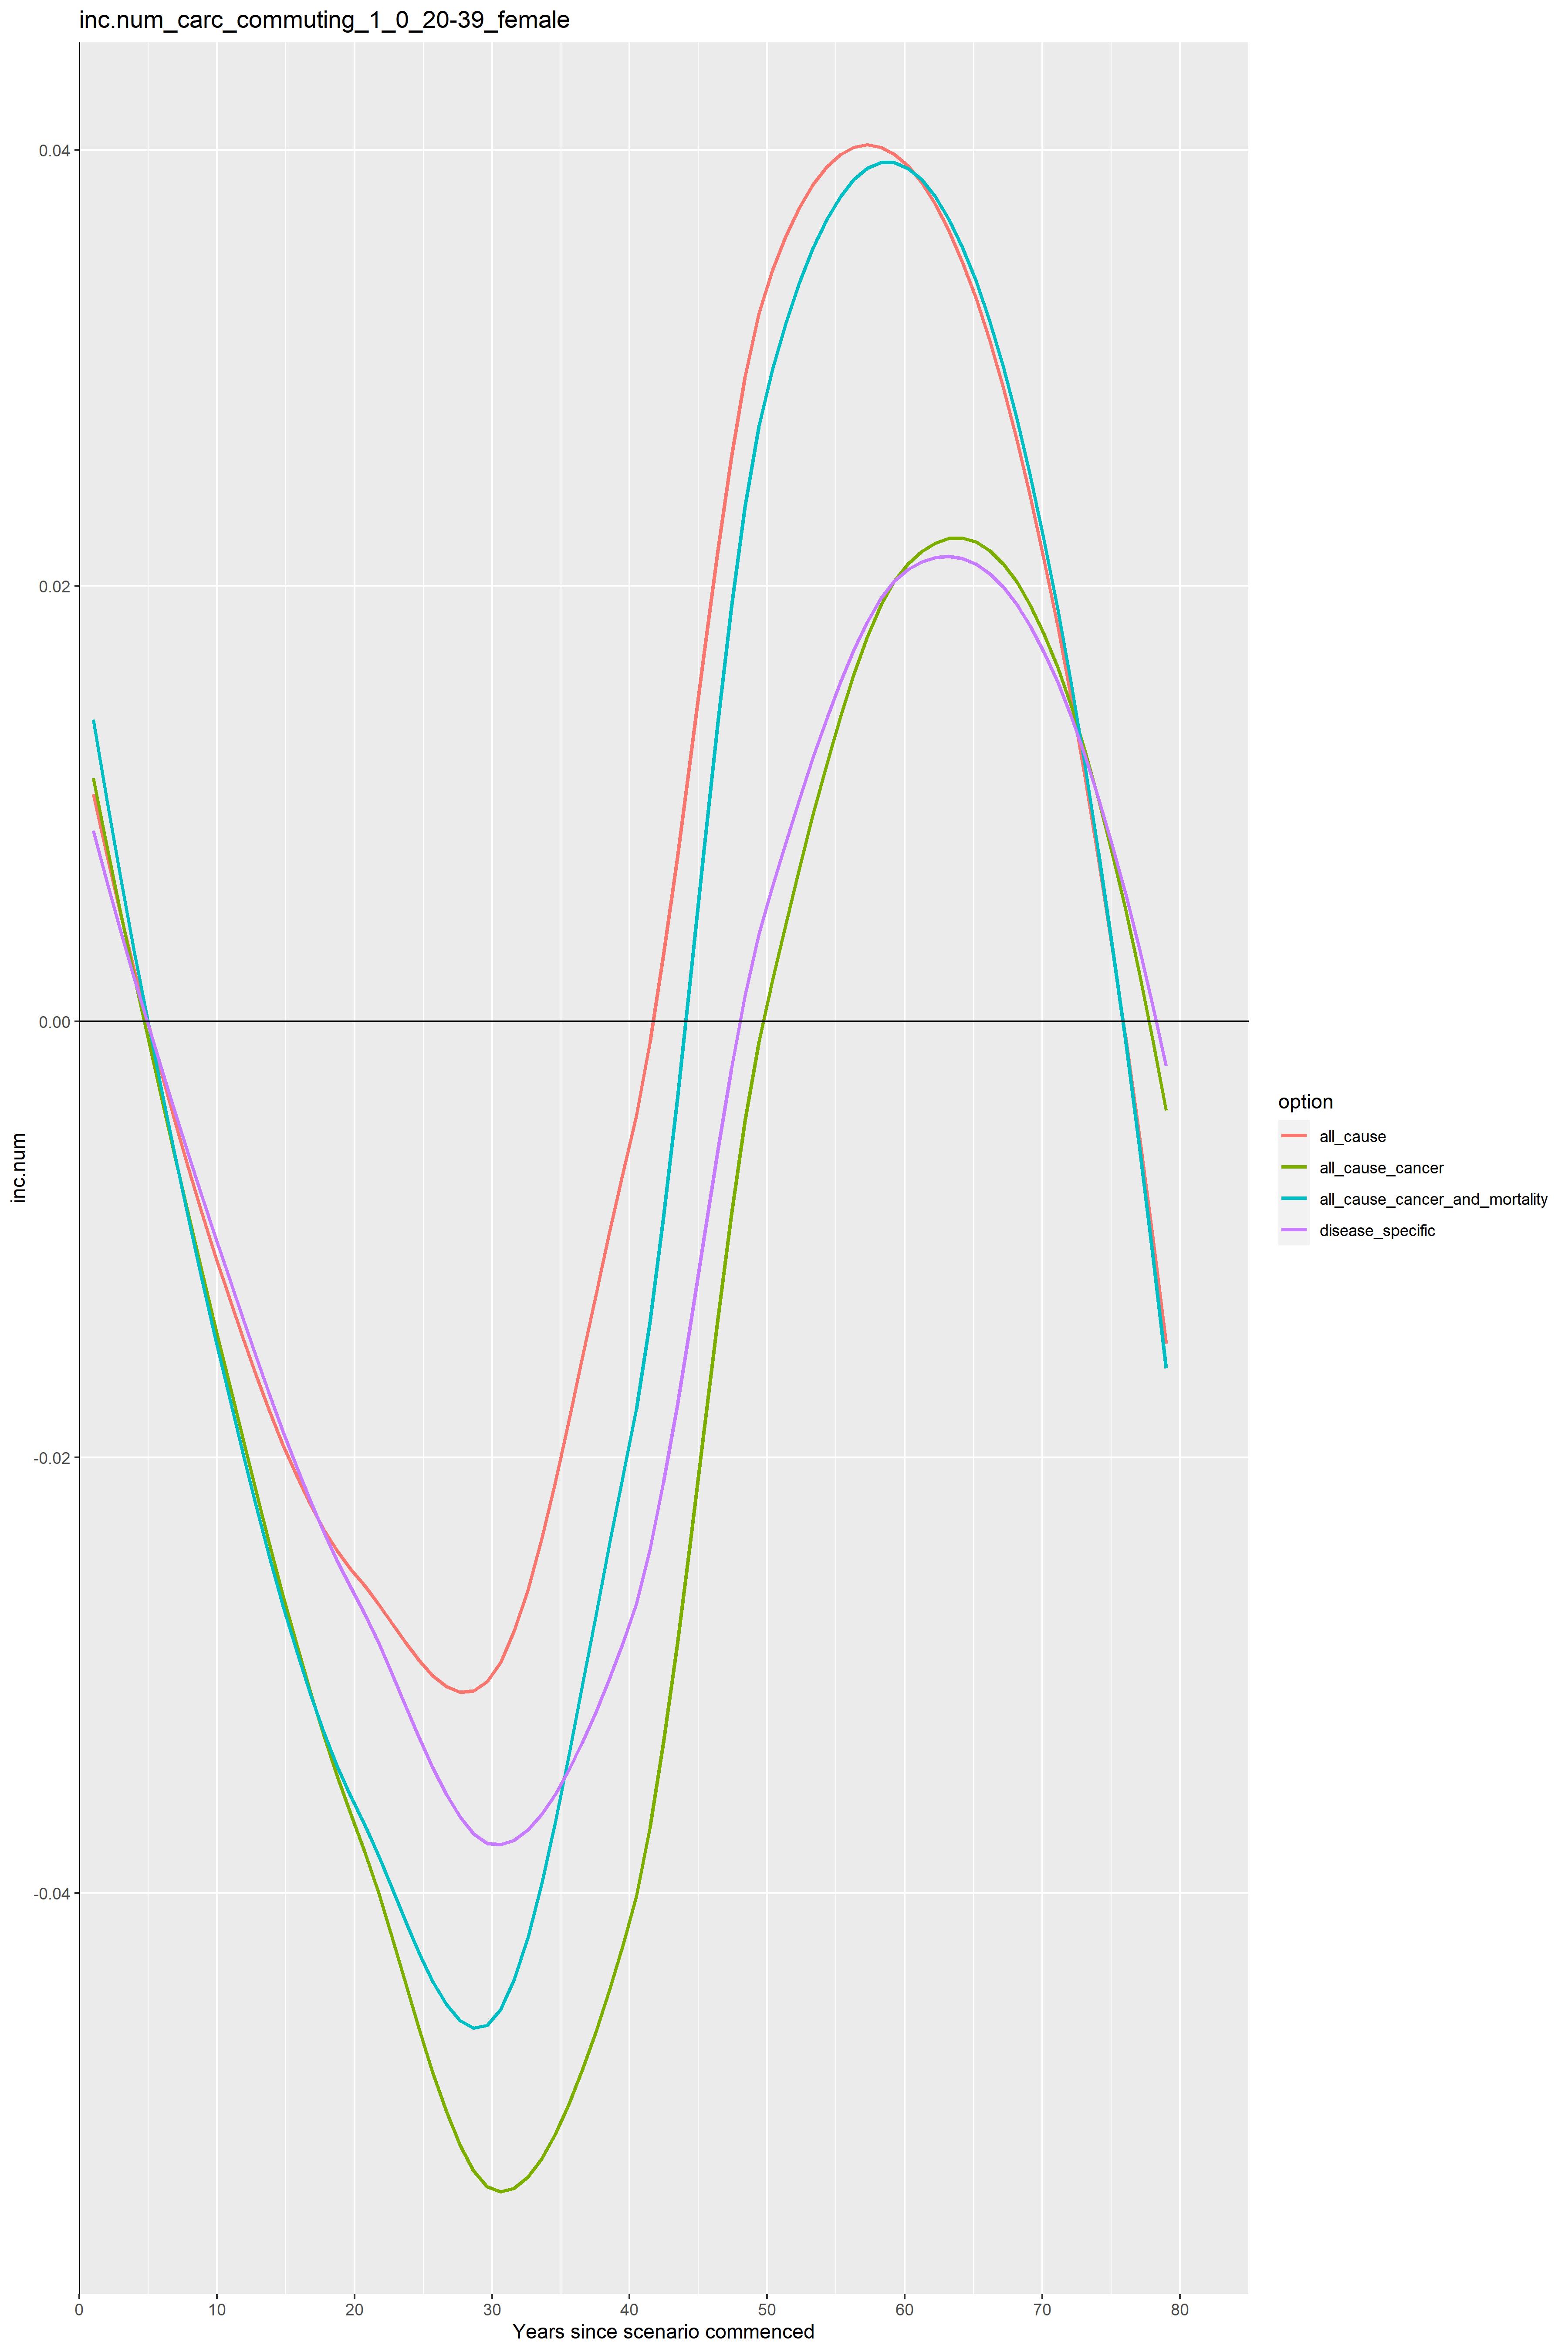 inc.num_carc_commuting_1_0_20-39_female
0.04
0.02
0.00
-0.02
-0.04
inc.num
0 10 20 30 40 50 60 70 80
Years since scenario commenced
option
all_cause
all_cause_cancer
all_cause_cancer_and_mortality
disease_specific